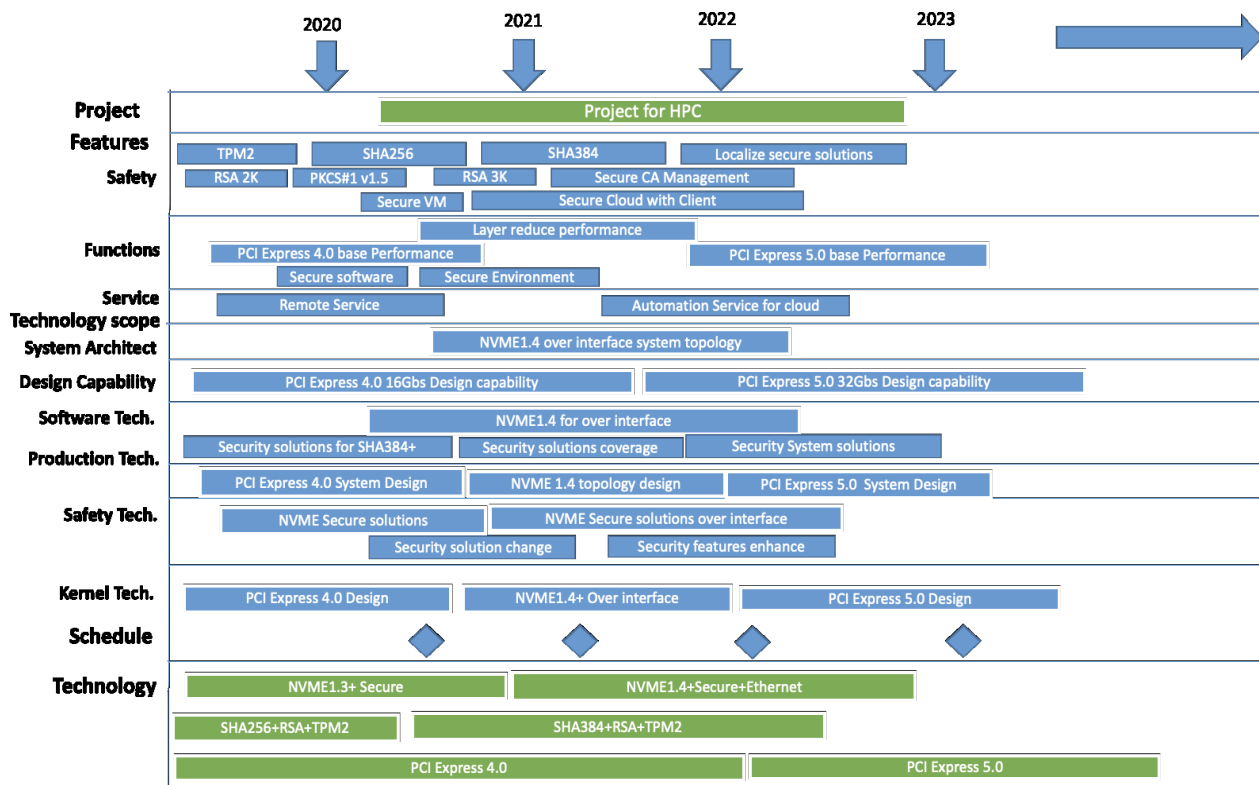 2020
2021
2022
2023
Project
Project for HPC
Features
TPM2
SHA256
SHA384
Localize secure solutions
Safety
RSA 2K
PKCS#1 v1.5
RSA 3K
Secure CA Management
Secure VM
Secure Cloud with Client
Layer reduce performance
Functions
PCI Express 4.0 base Performance
PCI Express 5.0 base Performance
Secure software
Secure Environment
Service
Remote Service
Automation Service for cloud
Technology scope
System Architect
NVME1.4 over interface system topology
Design Capability
PCI Express 4.0 16Gbs Design capability
PCI Express 5.0 32Gbs Design capability
Software Tech.
NVME1.4 for over interface
Security solutions for SHA384+
Security solutions coverage
Security System solutions
Production Tech.
PCI Express 4.0 System Design
NVME 1.4 topology design
PCI Express 5.0  System Design
Safety Tech.
NVME Secure solutions
NVME Secure solutions over interface
Security solution change
Security features enhance
Kernel Tech.
PCI Express 4.0 Design
NVME1.4+ Over interface
PCI Express 5.0 Design
Schedule
Technology
NVME1.3+ Secure
NVME1.4+Secure+Ethernet
SHA256+RSA+TPM2
SHA384+RSA+TPM2
PCI Express 4.0
PCI Express 5.0